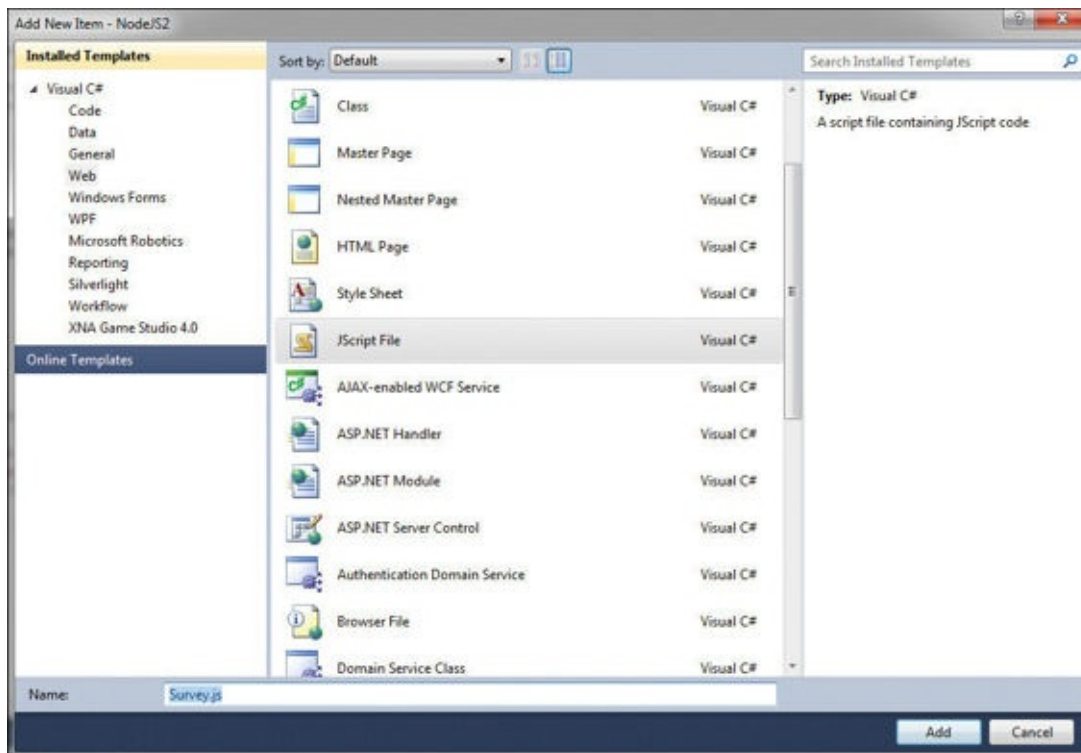 Add New Item - NodeJS2
Installed Templates
Sort by: Default
Search Installed Templates
Visual C#
Code
Data
General
Web
Windows Forms
WPF
Microsoft Robotics
Reporting
Silverlight
Workflow
XNA Game Studio 4.0
Online Templates
Class Visual C#
Master Page Visual C#
Nested Master Page Visual C#
HTML Page Visual C#
Style Sheet Visual C#
JScript File Visual C#
AJAX-enabled WCF Service Visual C#
ASP.NET Handler Visual C#
ASP.NET Module Visual C#
ASP.NET Server Control Visual C#
Authentication Domain Service Visual C#
Browser File Visual C#
Domain Service Class Visual C#
Type: Visual C#
A script file containing JScript code
Name: Survey.js
Add Cancel